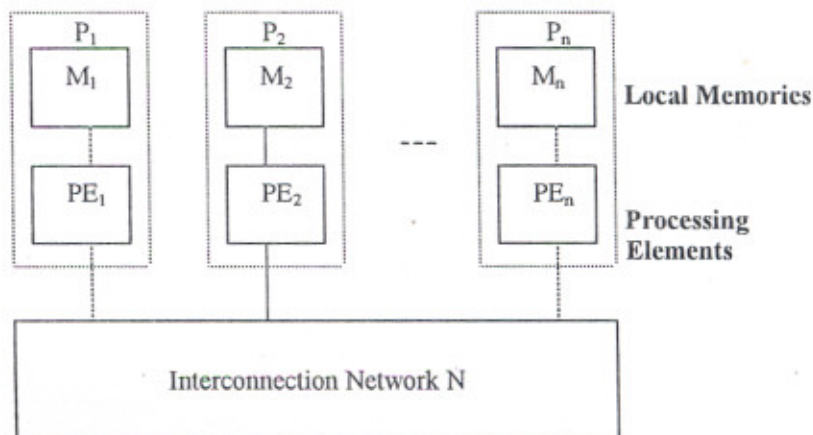 P₁ P₂ Pₙ
M₁ M₂ Mₙ
Local Memories
---
PE₁ PE₂ PEₙ
Processing
Elements
Interconnection Network N